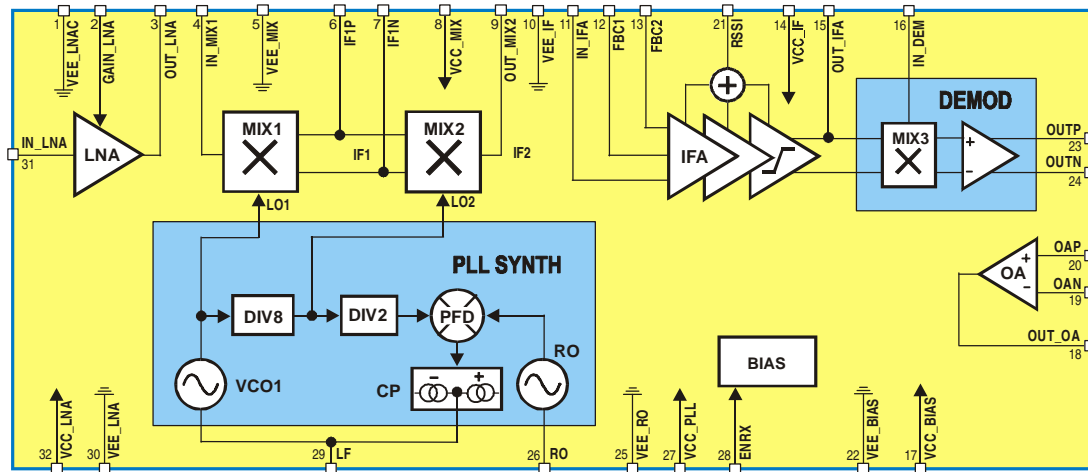 1 VEE_LNAC
2 GAIN_LNA
3 OUT_LNA
4 IN_MIX1
5 VEE_MIX
6 IF1P
7 IF1N
8 VCC_MIX
9 OUT_MIX2
10 VEE_IF
11 IN_IFA
12 FBC1
13 FBC2
21 RSSI
14 VCC_IF
15 OUT_IFA
16 IN_DEM
IN_LNA
31
LNA
MIX1
IF1
MIX2
IF2
LO1
LO2
IFA
+
DEMOD
MIX3
+
−
OUTP
23
OUTN
24
OAP
20
OAN
19
OA
+
−
OUT_OA
18
PLL SYNTH
DIV8
DIV2
PFD
RO
VCO1
CP
− +
BIAS
32 VCC_LNA
30 VEE_LNA
29 LF
26 RO
25 VEE_RO
27 VCC_PLL
28 ENRX
22 VEE_BIAS
17 VCC_BIAS